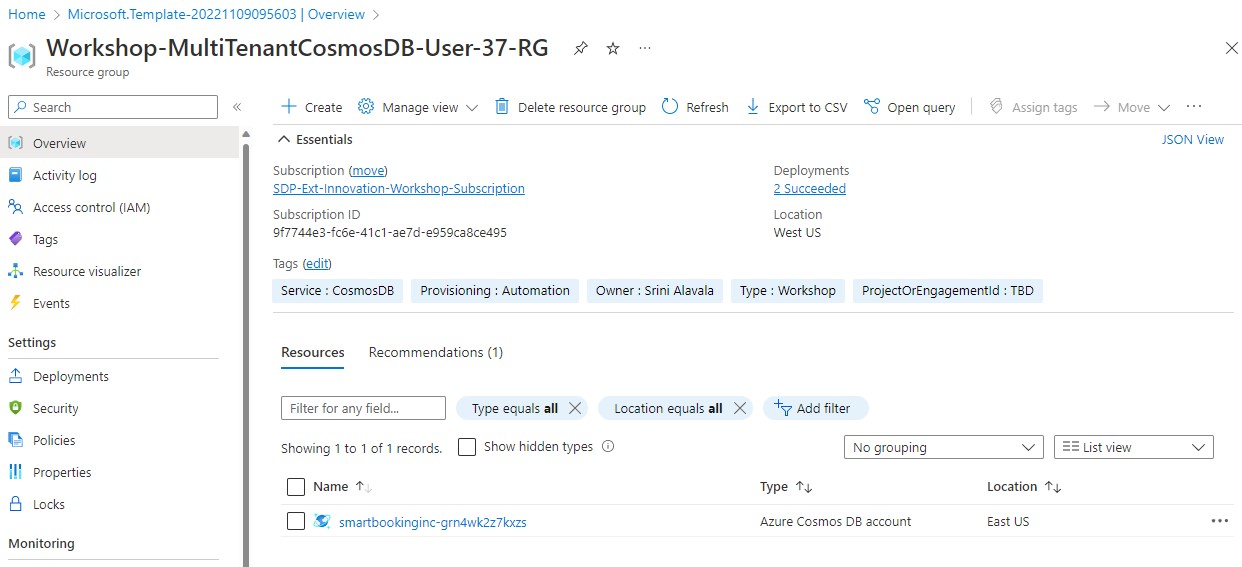 Home > Microsoft.Template-20221109095603 | Overview >
Workshop-MultiTenantCosmosDB-User-37-RG
Resource group
Search
Overview
Activity log
Access control (IAM)
Tags
Resource visualizer
Events
Settings
Deployments
Security
Policies
Properties
Locks
Monitoring
Create Manage view Delete resource group Refresh Export to CSV Open query Assign tags Move ...
Essentials JSON View
Subscription (move) Deployments
SDP-Ext-Innovation-Workshop-Subscription 2 Succeeded
Subscription ID Location
9f7744e3-fc6e-41c1-ae7d-e959ca8ce495 West US
Tags (edit)
Service : CosmosDB Provisioning : Automation Owner : Srini Alavala Type : Workshop ProjectOrEngagementId : TBD
Resources Recommendations (1)
Filter for any field... Type equals all Location equals all Add filter
Showing 1 to 1 of 1 records. Show hidden types No grouping List view
Name Type Location
smartbookinginc-grn4wk2z7kxzs Azure Cosmos DB account East US